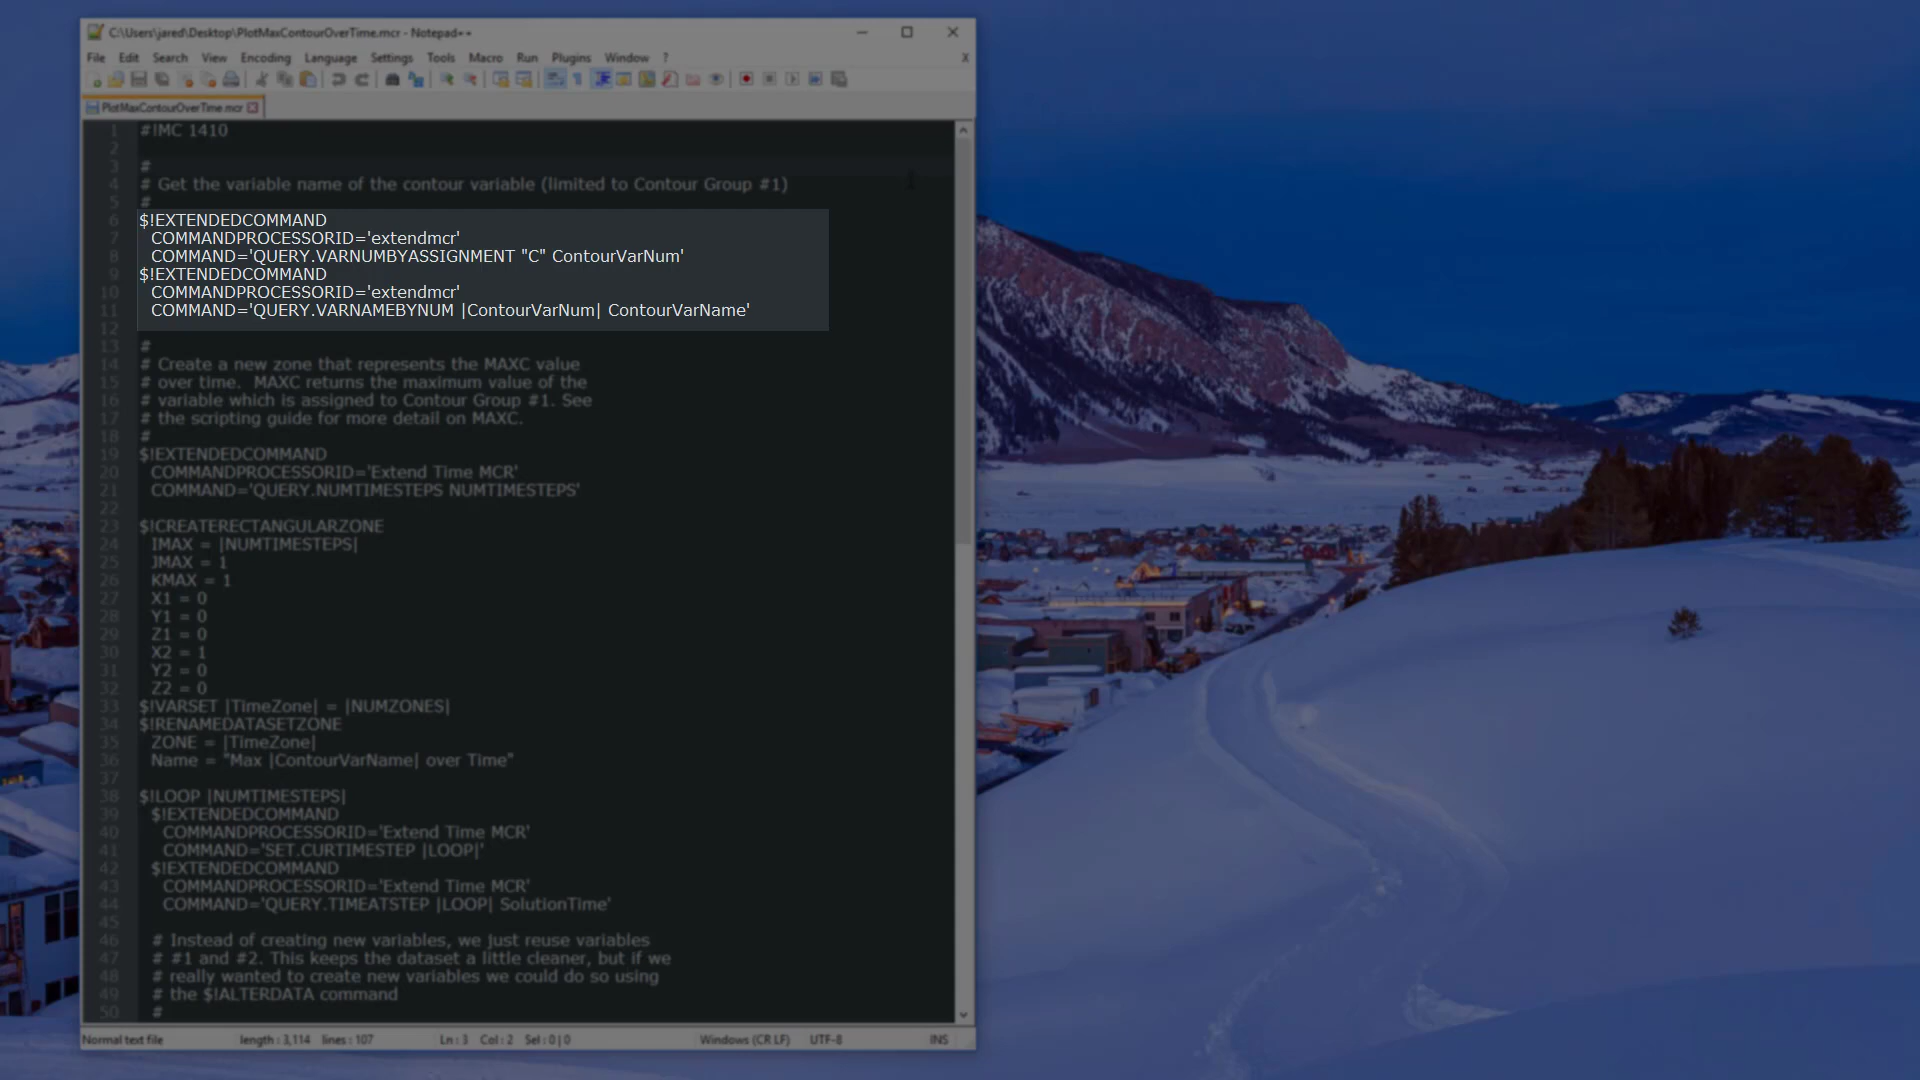 C:\Users\jared\Desktop\PlotMaxContourOverTime.mcr - Notepad++
File Edit Search View Encoding Language Settings Tools Macro Run Plugins Window ? X
PlotMaxContourOverTime.mcr
1 #!MC 1410
2
3 #
4 # Get the variable name of the contour variable (limited to Contour Group #1)
5 #
6 $!EXTENDEDCOMMAND
7 COMMANDPROCESSORID='extendmcr'
8 COMMAND='QUERY.VARNUMBYASSIGNMENT "C" ContourVarNum'
9 $!EXTENDEDCOMMAND
10 COMMANDPROCESSORID='extendmcr'
11 COMMAND='QUERY.VARNAMEBYNUM |ContourVarNum| ContourVarName'
12
13 #
14 # Create a new zone that represents the MAXC value
15 # over time.  MAXC returns the maximum value of the
16 # variable which is assigned to Contour Group #1. See
17 # the scripting guide for more detail on MAXC.
18 #
19 $!EXTENDEDCOMMAND
20 COMMANDPROCESSORID='Extend Time MCR'
21 COMMAND='QUERY.NUMTIMESTEPS NUMTIMESTEPS'
22
23 $!CREATERECTANGULARZONE
24 IMAX = |NUMTIMESTEPS|
25 JMAX = 1
26 KMAX = 1
27 X1 = 0
28 Y1 = 0
29 Z1 = 0
30 X2 = 1
31 Y2 = 0
32 Z2 = 0
33 $!VARSET |TimeZone| = |NUMZONES|
34 $!RENAMEDATASETZONE
35 ZONE = |TimeZone|
36 Name = "Max |ContourVarName| over Time"
37
38 $!LOOP |NUMTIMESTEPS|
39 $!EXTENDEDCOMMAND
40 COMMANDPROCESSORID='Extend Time MCR'
41 COMMAND='SET.CURTIMESTEP |LOOP|'
42 $!EXTENDEDCOMMAND
43 COMMANDPROCESSORID='Extend Time MCR'
44 COMMAND='QUERY.TIMEATSTEP |LOOP| SolutionTime'
45
46 # Instead of creating new variables, we just reuse variables
47 # #1 and #2. This keeps the dataset a little cleaner, but if we
48 # really wanted to create new variables we could do so using
49 # the $!ALTERDATA command
50 #
Normal text file length : 3,114 lines : 107 Ln : 3 Col : 2 Sel : 0 | 0 Windows (CR LF) UTF-8 INS